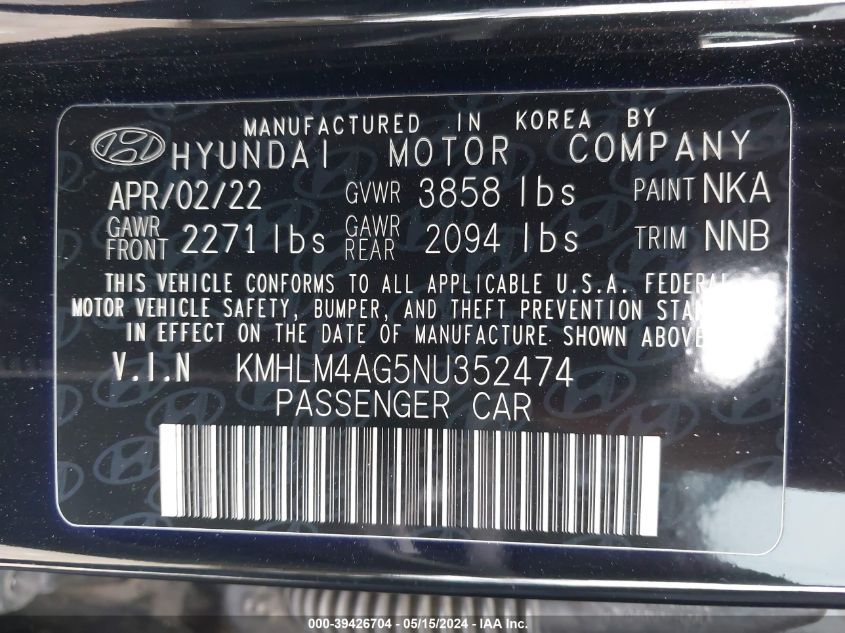 MANUFACTURED IN KOREA BY
HYUNDAI MOTOR COMPANY
APR/02/22 GVWR 3858 lbs PAINT NKA
GAWR FRONT 2271 lbs GAWR REAR 2094 lbs TRIM NNB
THIS VEHICLE CONFORMS TO ALL APPLICABLE U.S.A.
MOTOR VEHICLE SAFETY, BUMPER, AND THEFT PREVENTION
IN EFFECT ON THE DATE OF MANUFACTURE SHOWN ABOVE
V.I.N KMHLM4AG5NU352474
PASSENGER CAR
000-39426704 - 05/15/2024 - IAA Inc.